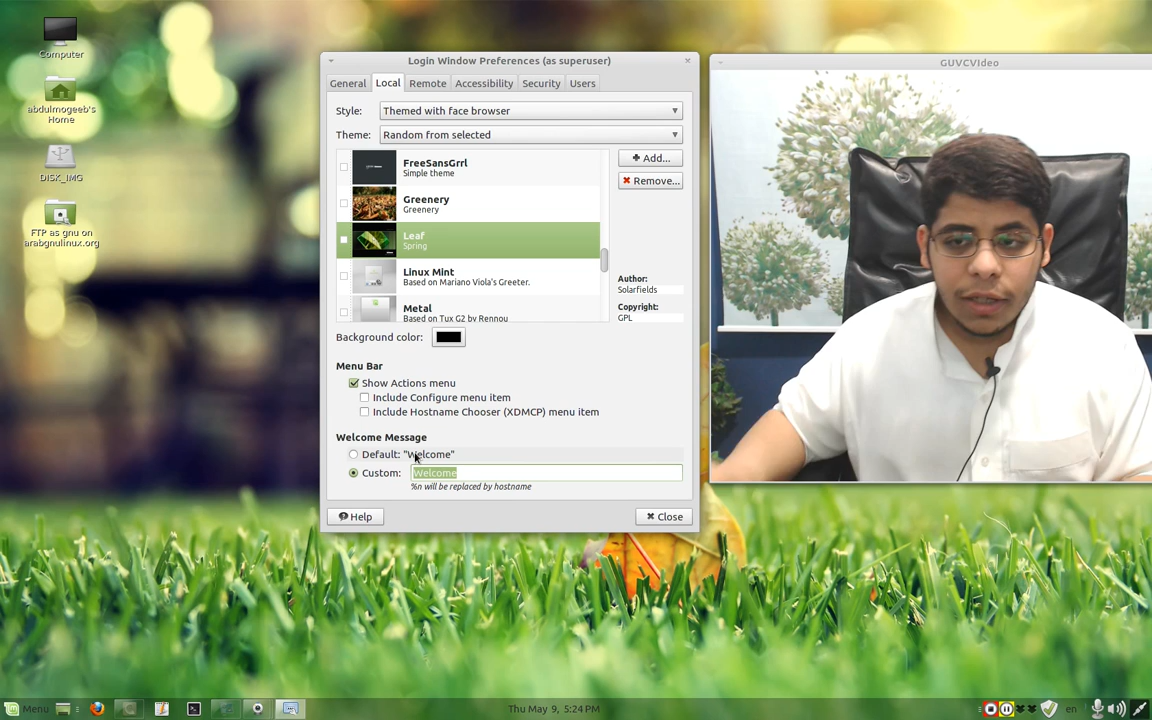 Computer
abdulmogeeb's
Home
DISK_IMG
FTP as gnu on
arabgnulinux.org
Login Window Preferences (as superuser)
General Local Remote Accessibility Security Users
Style: Themed with face browser
Theme: Random from selected
FreeSansGrrl
Simple theme
Greenery
Greenery
Leaf
Spring
Linux Mint
Based on Mariano Viola's Greeter.
Metal
Based on Tux G2 by Rennou
Add...
Remove...
Author:
Solarfields
Copyright:
GPL
Background color:
Menu Bar
Show Actions menu
Include Configure menu item
Include Hostname Chooser (XDMCP) menu item
Welcome Message
Default: "Welcome"
Custom: Welcome
%n will be replaced by hostname
Help
Close
GUVCVideo
Menu
Thu May 9, 5:24 PM
en